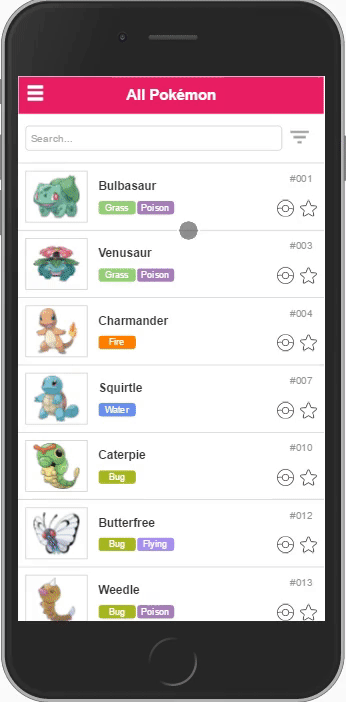 All Pokémon
Search...
Bulbasaur #001
Grass Poison
Venusaur #003
Grass Poison
Charmander #004
Fire
Squirtle #007
Water
Caterpie #010
Bug
Butterfree #012
Bug Flying
Weedle #013
Bug Poison